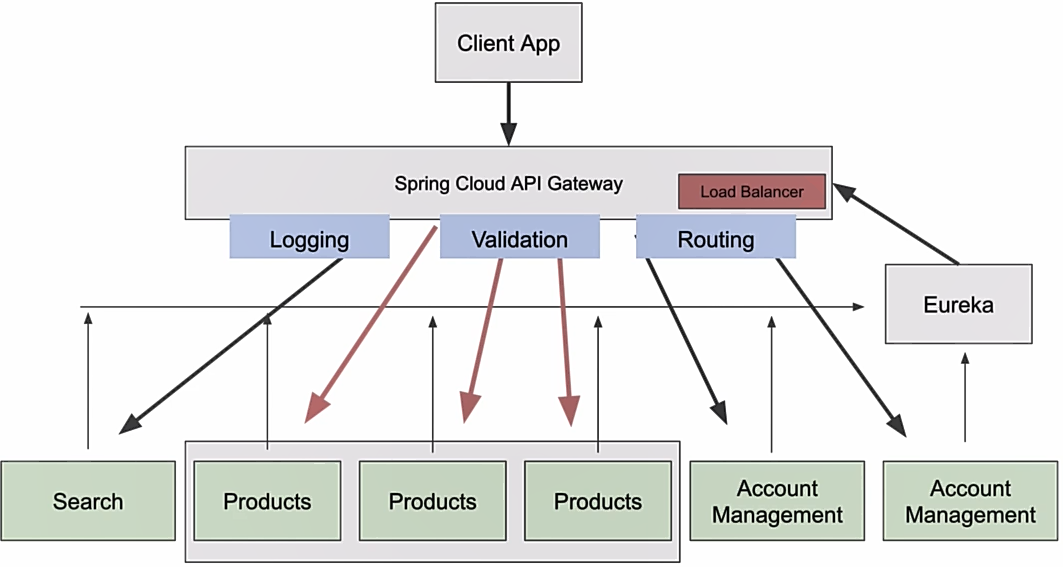 Client App
Spring Cloud API Gateway
Load Balancer
Logging
Validation
Routing
Eureka
Search
Products
Products
Products
Account
Management
Account
Management